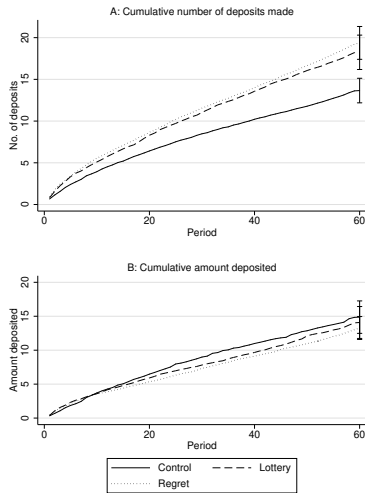 A: Cumulative number of deposits made
No. of deposits
20
15
10
5
0
0 20 40 60
Period
B: Cumulative amount deposited
Amount deposited
20
15
10
5
0
0 20 40 60
Period
Control Lottery
Regret